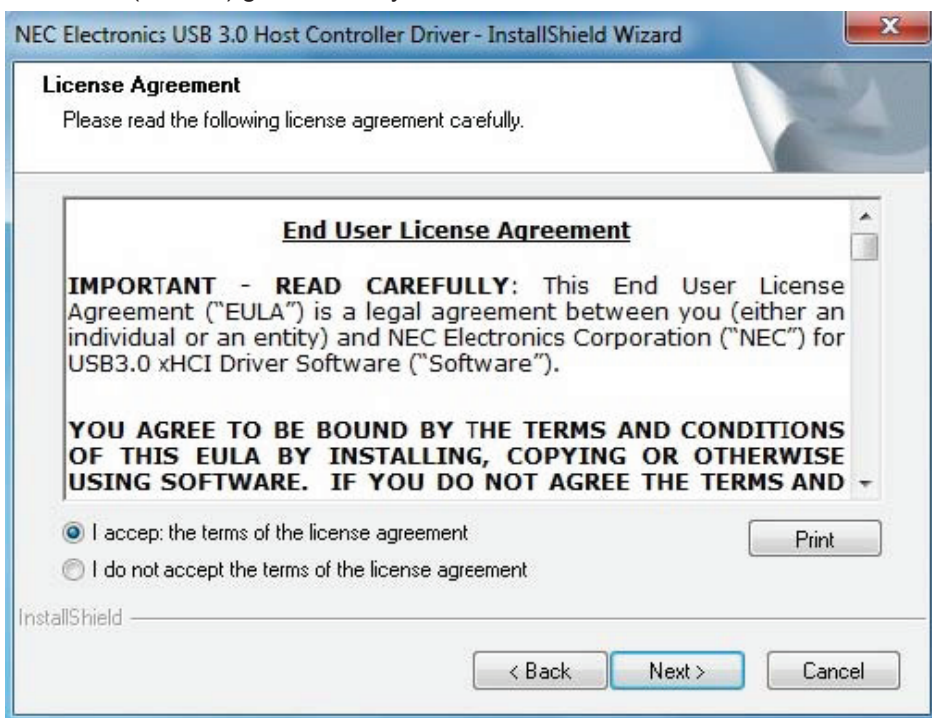 NEC Electronics USB 3.0 Host Controller Driver - InstallShield Wizard
License Agreement
Please read the following license agreement carefully.
End User License Agreement
IMPORTANT - READ CAREFULLY: This End User License
Agreement (“EULA”) is a legal agreement between you (either an
individual or an entity) and NEC Electronics Corporation (“NEC”) for
USB3.0 xHCI Driver Software (“Software”).
YOU AGREE TO BE BOUND BY THE TERMS AND CONDITIONS
OF THIS EULA BY INSTALLING, COPYING OR OTHERWISE
USING SOFTWARE. IF YOU DO NOT AGREE THE TERMS AND
I accept the terms of the license agreement
Print
I do not accept the terms of the license agreement
InstallShield
< Back Next > Cancel